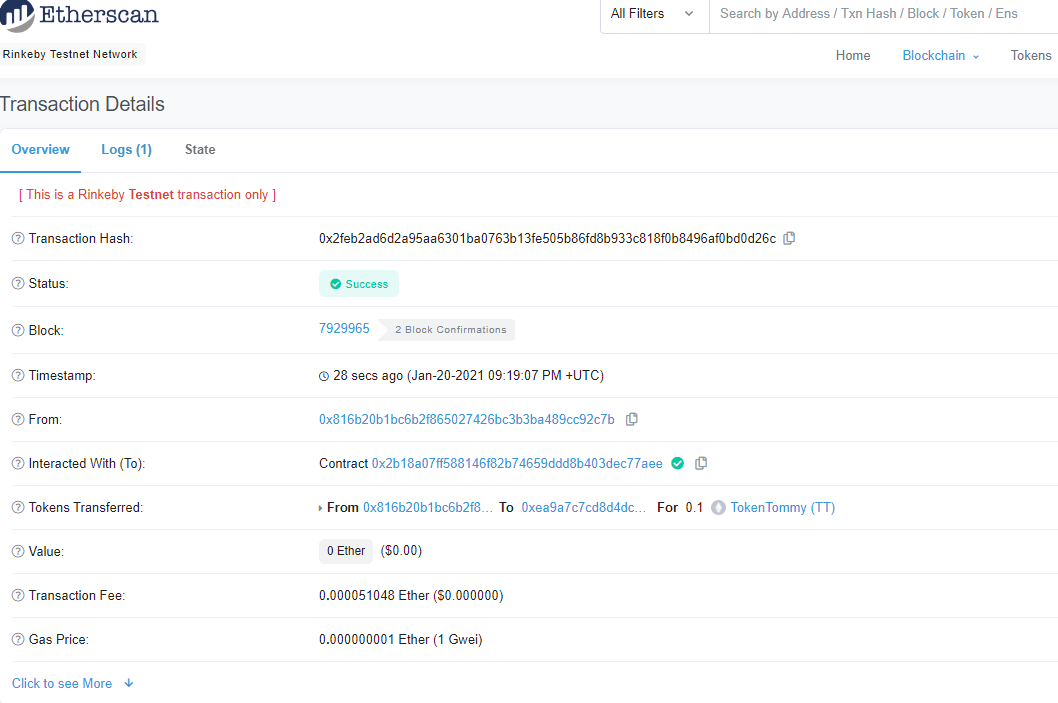 Etherscan
All Filters
Search by Address / Txn Hash / Block / Token / Ens
Rinkeby Testnet Network
Home Blockchain Tokens
Transaction Details
Overview Logs (1) State
[ This is a Rinkeby Testnet transaction only ]
Transaction Hash: 0x2feb2ad6d2a95aa6301ba0763b13fe505b86fd8b933c818f0b8496af0bd0d26c
Status: Success
Block: 7929965 2 Block Confirmations
Timestamp: 28 secs ago (Jan-20-2021 09:19:07 PM +UTC)
From: 0x816b20b1bc6b2f865027426bc3b3ba489cc92c7b
Interacted With (To): Contract 0x2b18a07ff588146f82b74659ddd8b403dec77aee
Tokens Transferred: From 0x816b20b1bc6b2f8... To 0xea9a7c7cd8d4dc... For 0.1 TokenTommy (TT)
Value: 0 Ether ($0.00)
Transaction Fee: 0.000051048 Ether ($0.000000)
Gas Price: 0.000000001 Ether (1 Gwei)
Click to see More